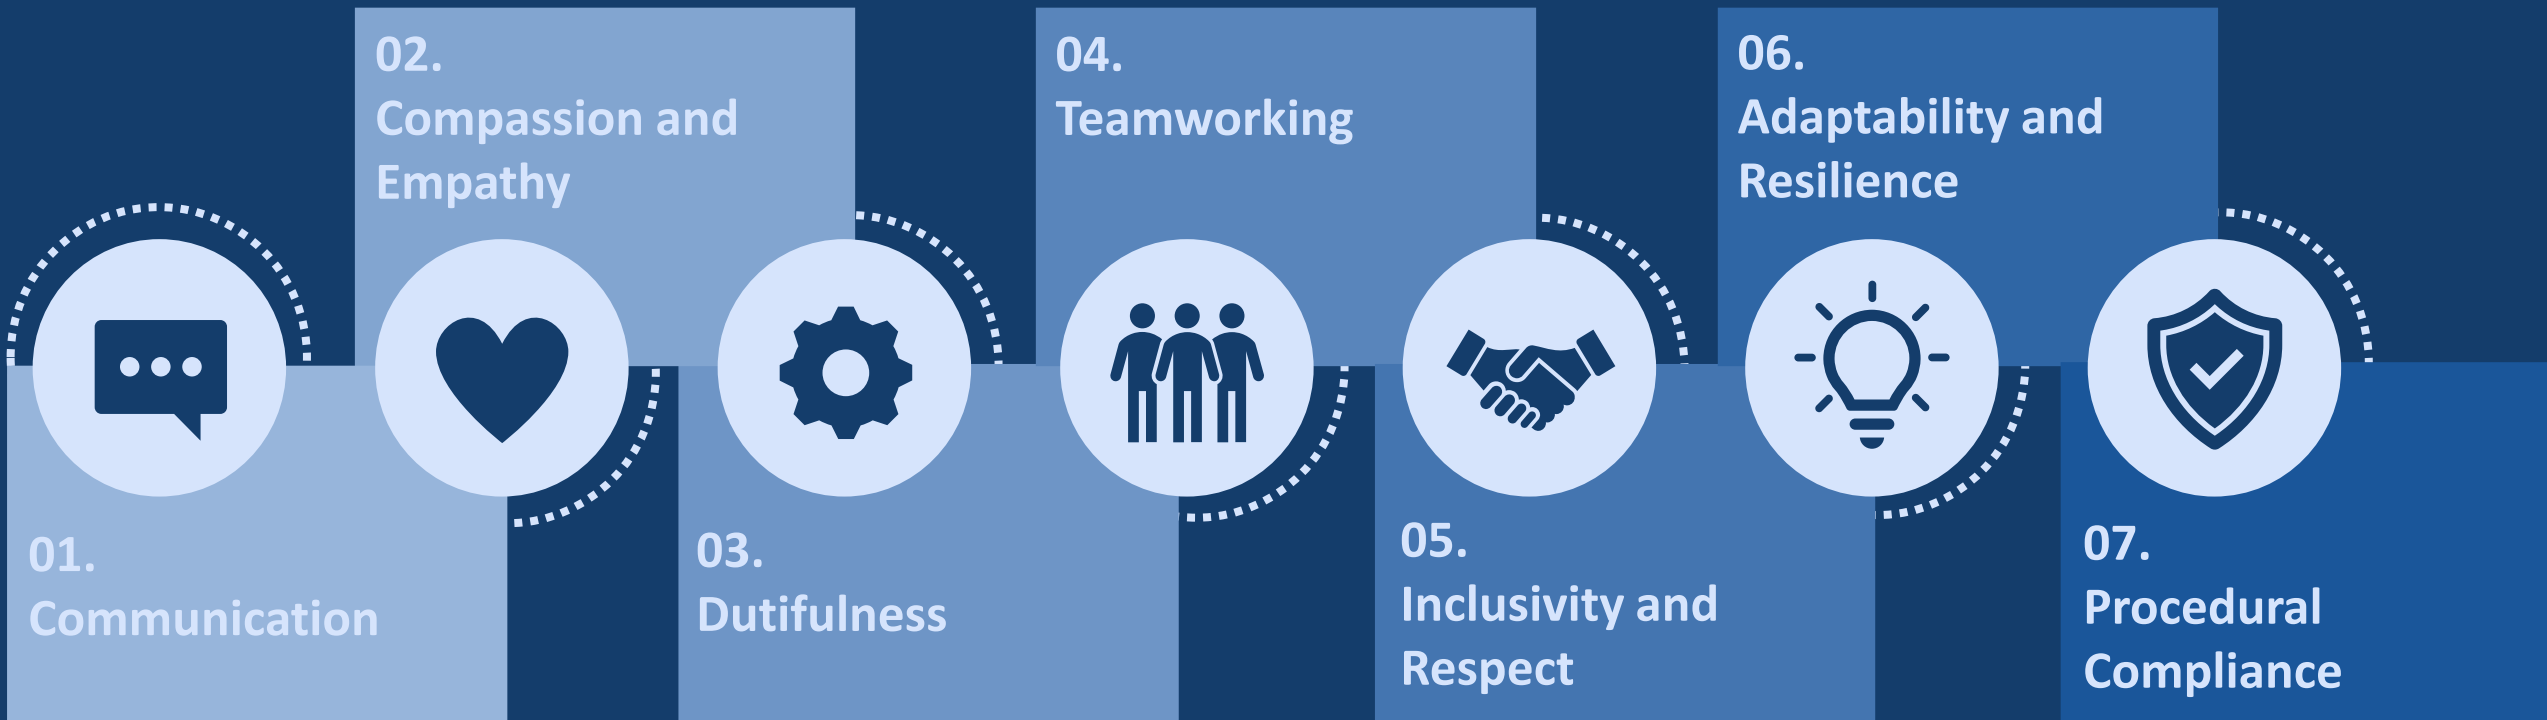 01.
Communication
02.
Compassion and
Empathy
03.
Dutifulness
04.
Teamworking
05.
Inclusivity and
Respect
06.
Adaptability and
Resilience
07.
Procedural
Compliance